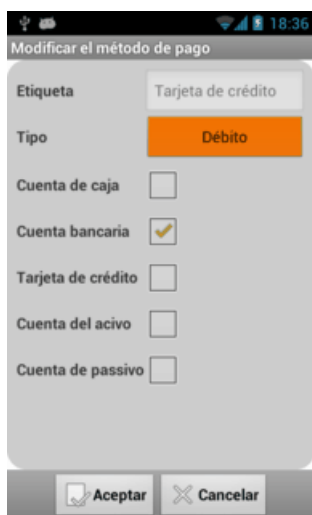 18:36
Modificar el método de pago
Etiqueta Tarjeta de crédito
Tipo Débito
Cuenta de caja
Cuenta bancaria
Tarjeta de crédito
Cuenta del acivo
Cuenta de passivo
Aceptar Cancelar